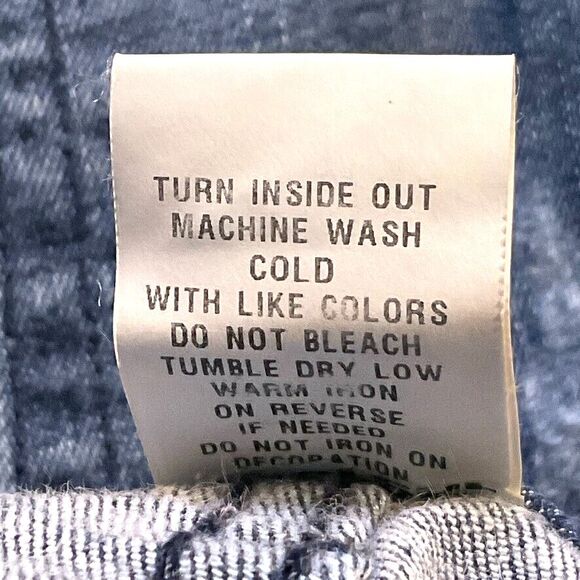 TURN INSIDE OUT
MACHINE WASH
COLD
WITH LIKE COLORS
DO NOT BLEACH
TUMBLE DRY LOW
WARM IRON
ON REVERSE
IF NEEDED
DO NOT IRON ON
DECORATION